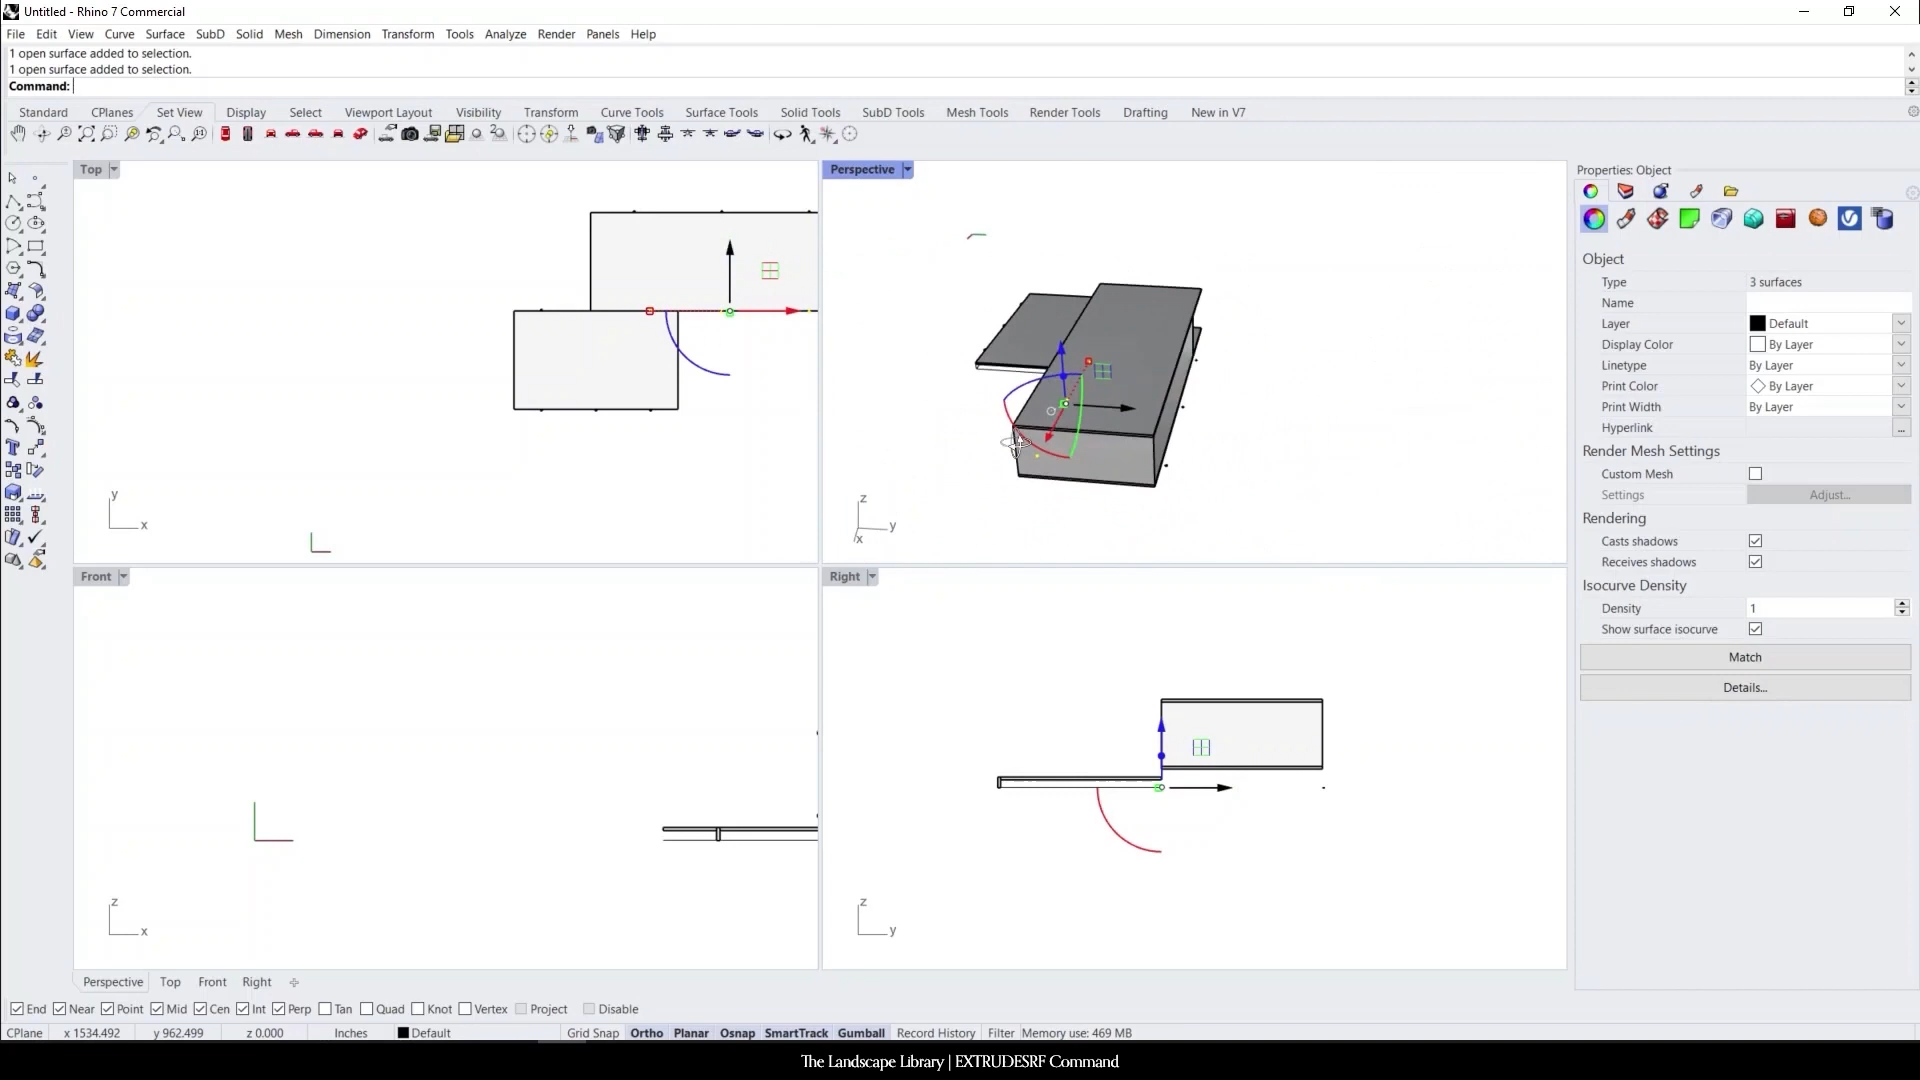 Untitled - Rhino 7 Commercial
File Edit View Curve Surface SubD Solid Mesh Dimension Transform Tools Analyze Render Panels Help
1 open surface added to selection.
1 open surface added to selection.
Command:
Standard CPlanes Set View Display Select Viewport Layout Visibility Transform Curve Tools Surface Tools Solid Tools SubD Tools Mesh Tools Render Tools Drafting New in V7
Top
Perspective
Properties: Object
Object
Type 3 surfaces
Name
Layer Default
Display Color By Layer
Linetype By Layer
Print Color By Layer
Print Width By Layer
Hyperlink ...
Render Mesh Settings
Custom Mesh
Settings Adjust...
Rendering
Casts shadows
Receives shadows
Isocurve Density
Density 1
Show surface isocurve
Match
Details...
y
x
z
y
x
Front
Right
z
x
z
y
Perspective Top Front Right
End Near Point Mid Cen Int Perp Tan Quad Knot Vertex Project Disable
CPlane x 1534.492 y 962.499 z 0.000 Inches Default Grid Snap Ortho Planar Osnap SmartTrack Gumball Record History Filter Memory use: 469 MB
The Landscape Library | EXTRUDESRF Command